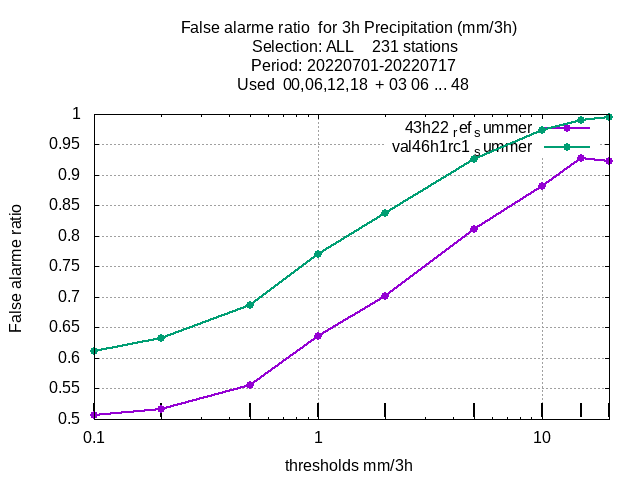 False alarme ratio  for 3h Precipitation (mm/3h)
Selection: ALL    231 stations
Period: 20220701-20220717
Used  00,06,12,18  + 03 06 ... 48
43h22 ref summer
val46h1rc1 summer
1
0.95
0.9
0.85
0.8
0.75
0.7
0.65
0.6
0.55
0.5
False alarme ratio
0.1 1 10
thresholds mm/3h